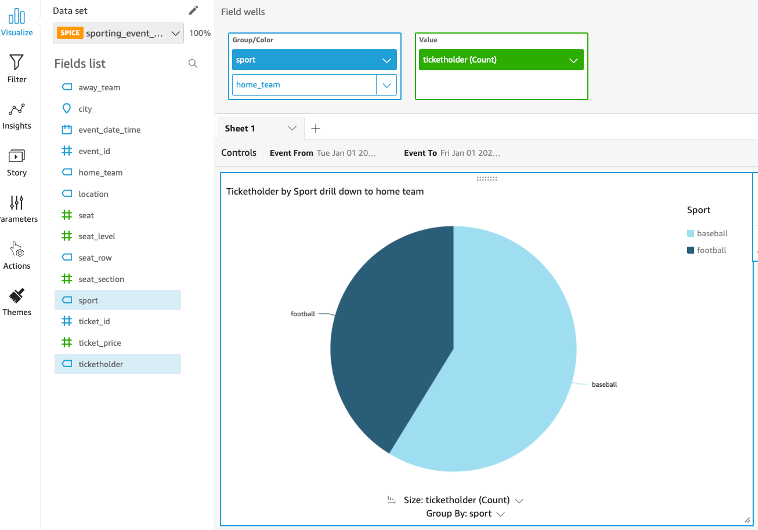 Data set
Visualize
SPICE sporting_event_... 100%
Filter
Fields list
Insights
away_team
city
event_date_time
event_id
Story
home_team
location
Parameters
seat
seat_level
seat_row
Actions
seat_section
sport
Themes
ticket_id
ticket_price
ticketholder
Field wells
Group/Color
sport
home_team
Value
ticketholder (Count)
Sheet 1
Controls Event From Tue Jan 01 20... Event To Fri Jan 01 202...
Ticketholder by Sport drill down to home team
Sport
baseball
football
football
baseball
Size: ticketholder (Count)
Group By: sport